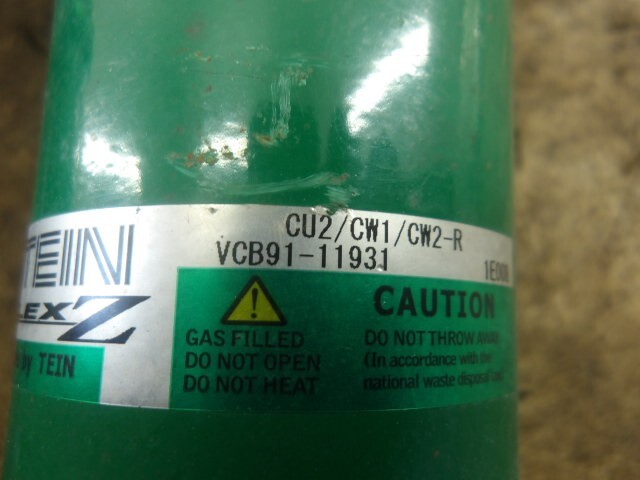 CU2/CW1/CW2-R
VCB91-11931
TEIN
LEX Z
by TEIN
GAS FILLED
DO NOT OPEN
DO NOT HEAT
CAUTION
DO NOT THROW AWAY
(In accordance with the
national waste disposal